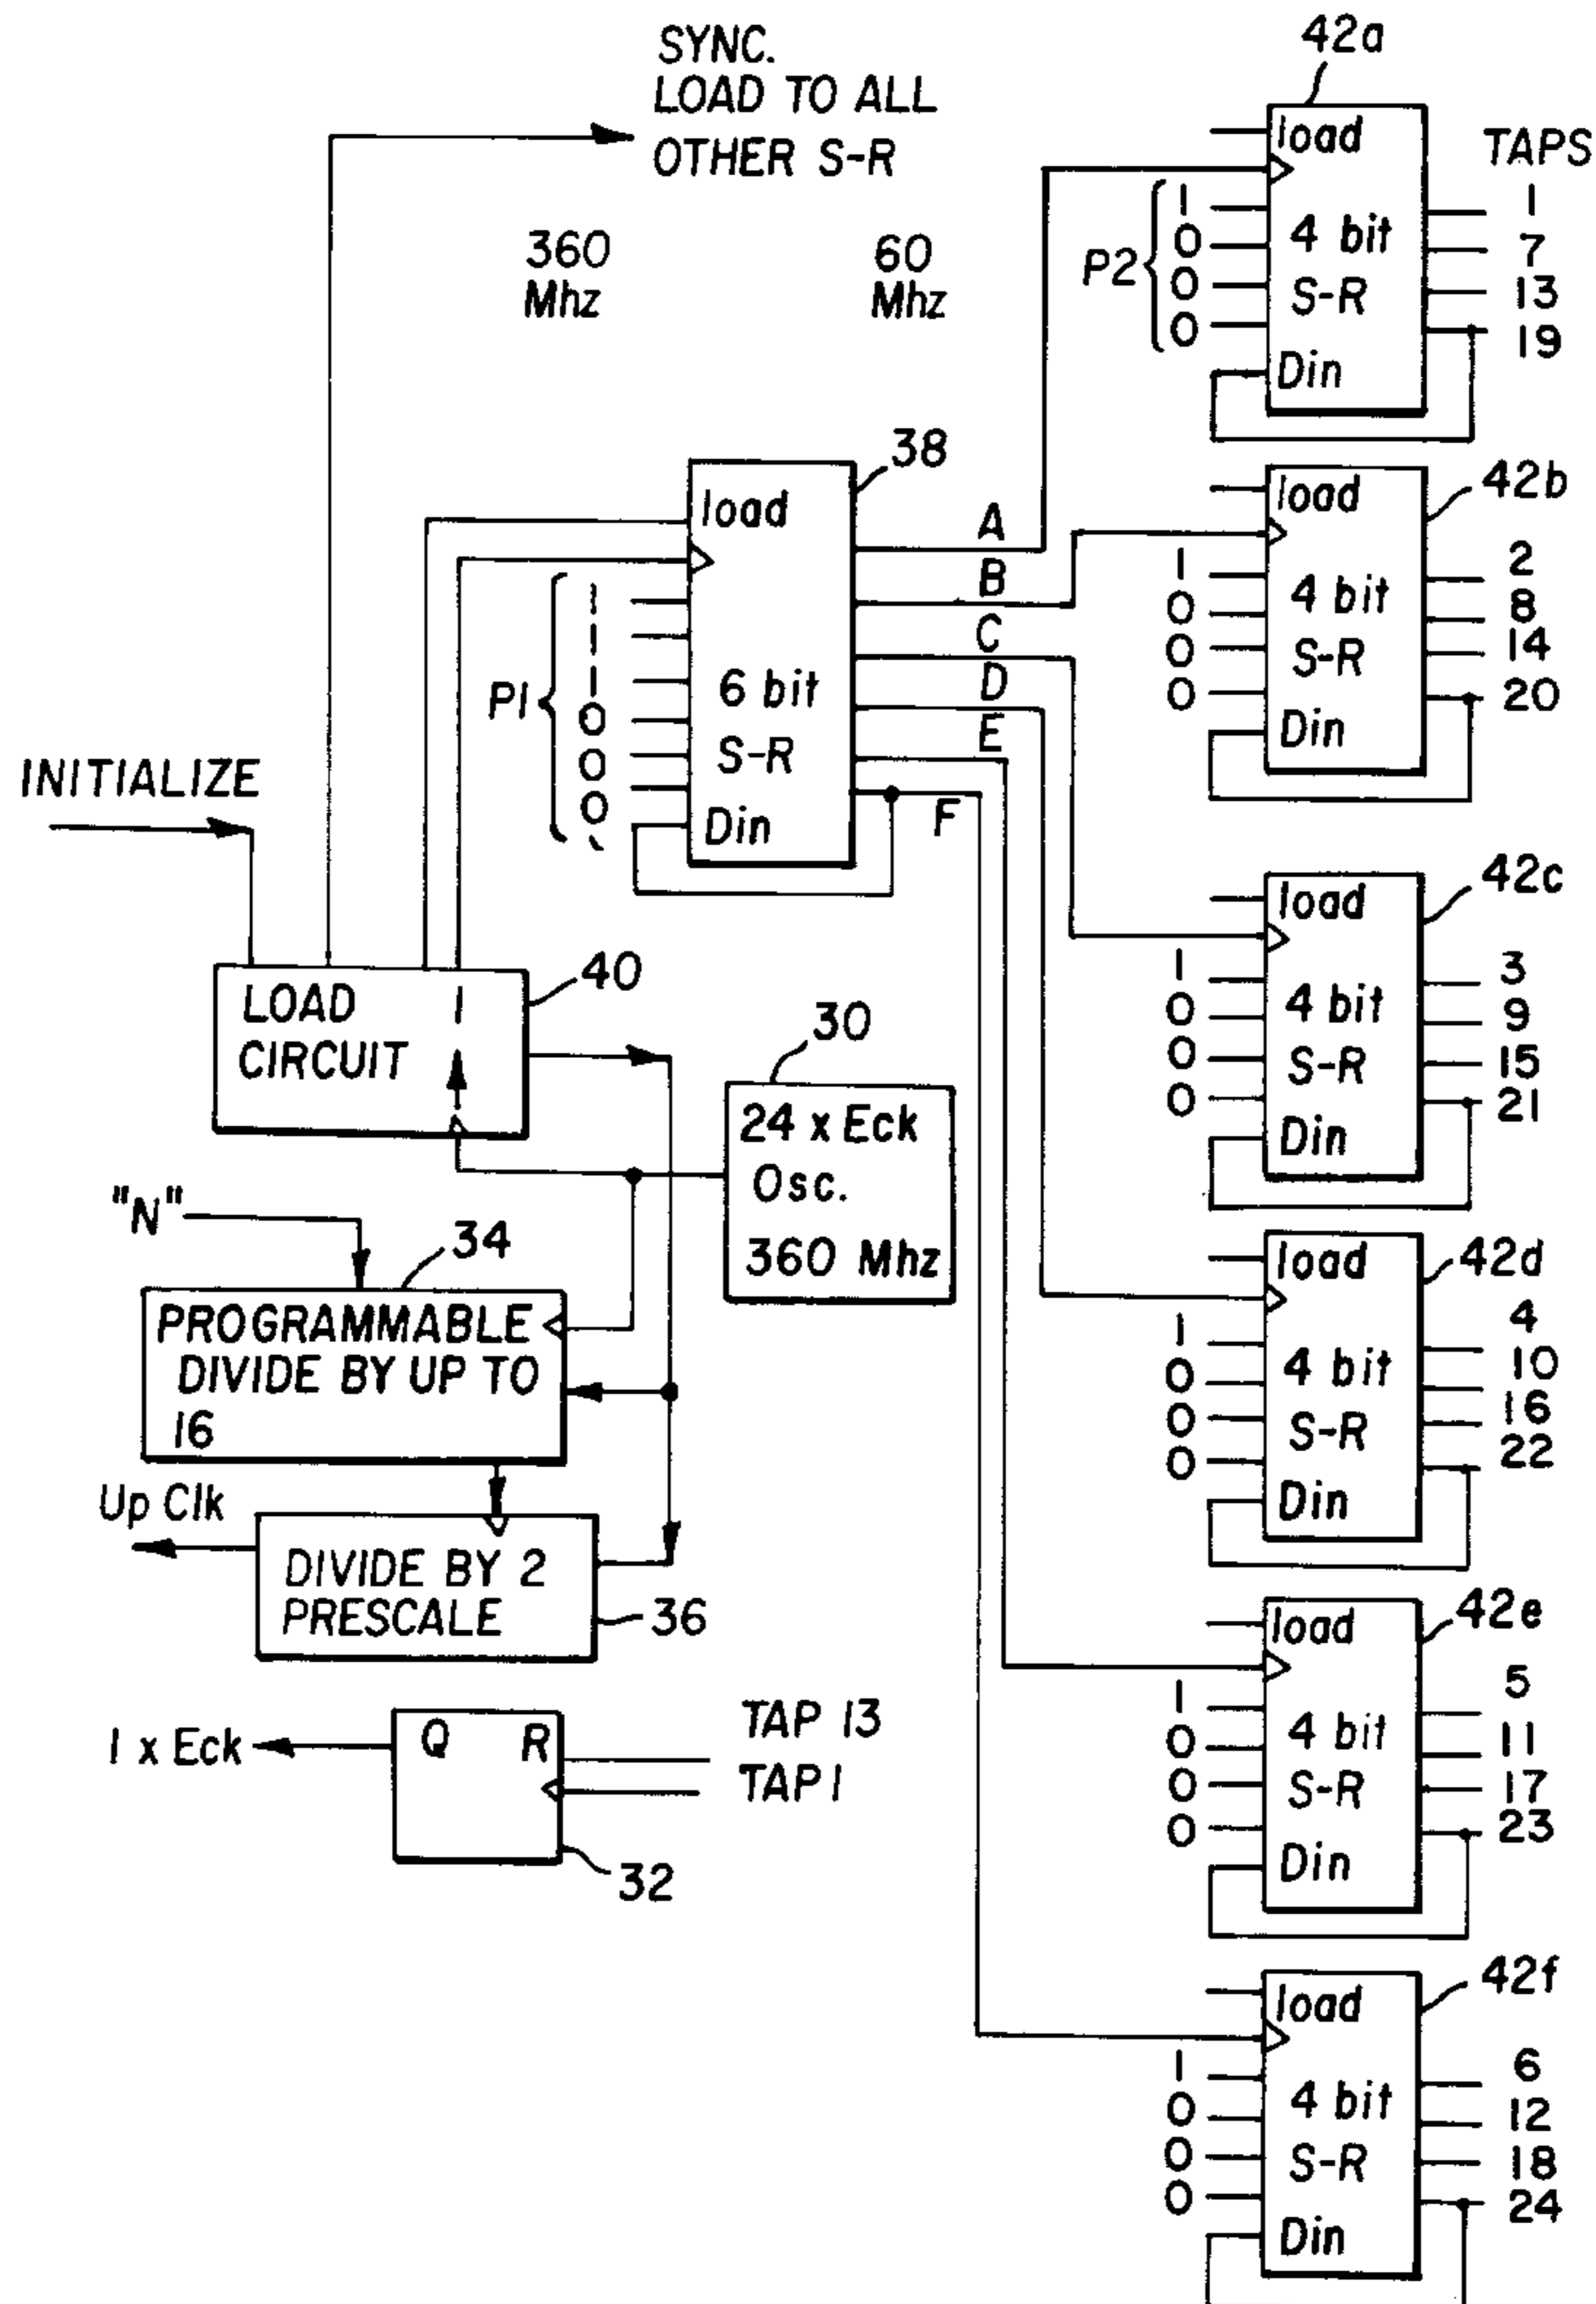 SYNC.
LOAD TO ALL
OTHER S-R
360
Mhz
60
Mhz
42a
load
TAPS
P2
1
0
0
0
4 bit
S-R
Din
1
7
13
19
38
load
P1
1
1
1
0
0
0
6 bit
S-R
Din
A
B
C
D
E
F
42b
load
1
0
0
0
4 bit
S-R
Din
2
8
14
20
42c
load
1
0
0
0
4 bit
S-R
Din
3
9
15
21
INITIALIZE
LOAD
CIRCUIT
40
30
24 x Eck
Osc.
360 Mhz
"N"
34
PROGRAMMABLE
DIVIDE BY UP TO
16
Up Clk
DIVIDE BY 2
PRESCALE
36
1 x Eck
Q
R
TAP 13
TAP 1
32
42d
load
1
0
0
0
4 bit
S-R
Din
4
10
16
22
42e
load
1
0
0
0
4 bit
S-R
Din
5
11
17
23
42f
load
1
0
0
0
4 bit
S-R
Din
6
12
18
24